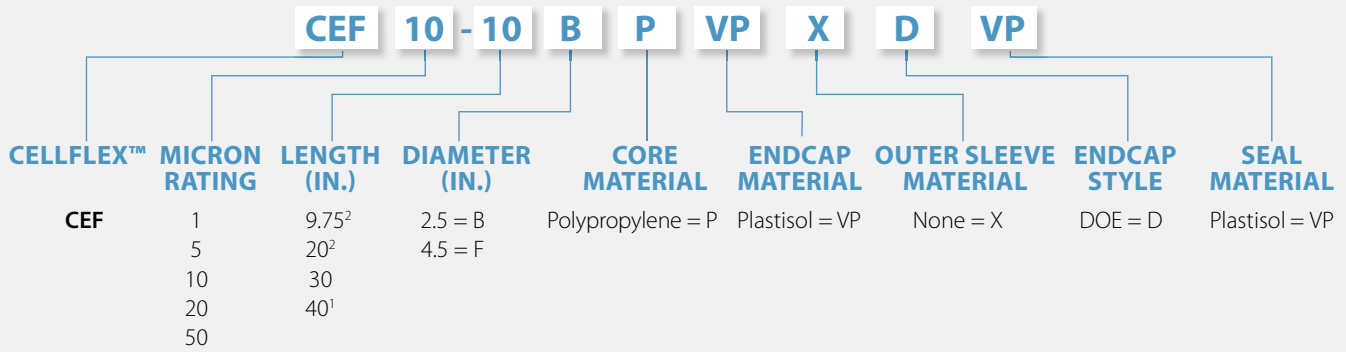 CEF 10 - 10 B P VP X D VP
CELLFLEX™ MICRON RATING LENGTH (IN.) DIAMETER (IN.) CORE MATERIAL ENDCAP MATERIAL OUTER SLEEVE MATERIAL ENDCAP STYLE SEAL MATERIAL
CEF 1 9.75² 2.5 = B Polypropylene = P Plastisol = VP None = X DOE = D Plastisol = VP
5 20² 4.5 = F
10 30
20 40¹
50